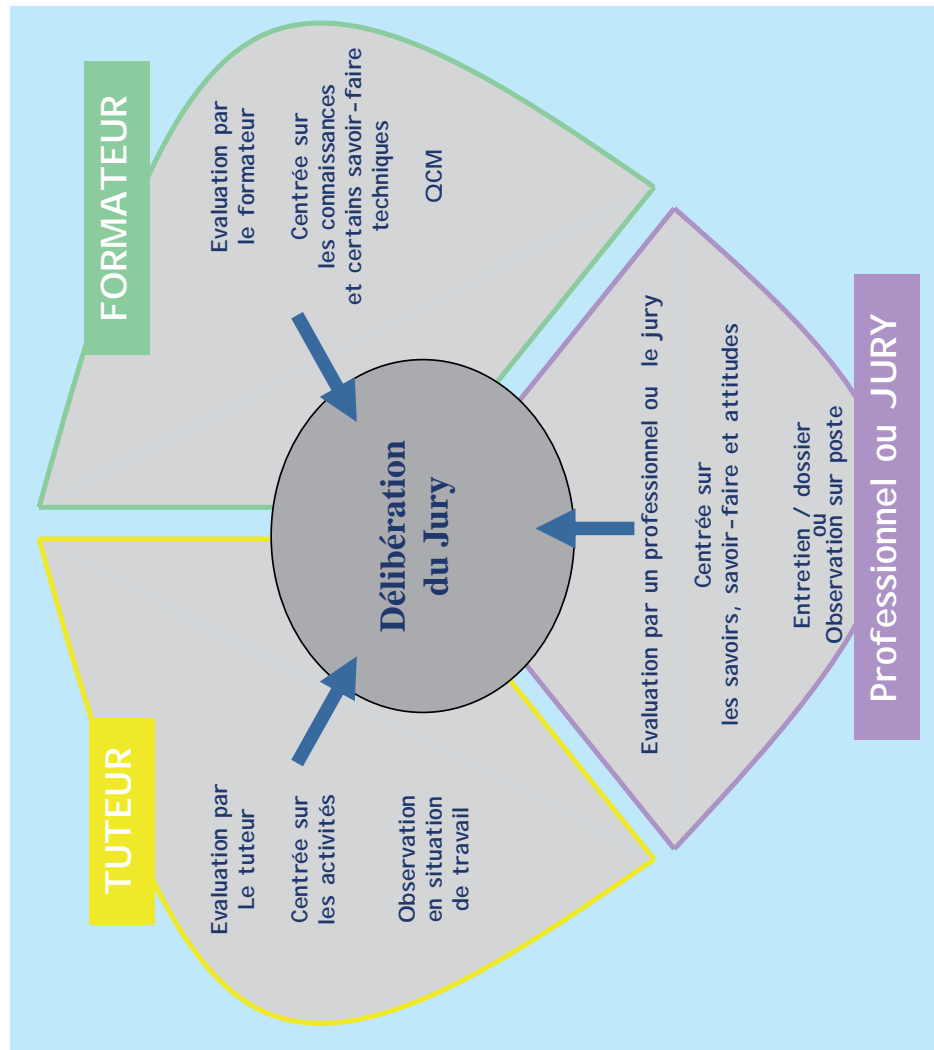 TUTEUR
Evaluation par
Le tuteur
Centrée sur
les activités
Observation
en situation
de travail
FORMATEUR
Evaluation par
le formateur
Centrée sur
les connaissances
et certains savoir-faire
techniques
QCM
Délibération
du Jury
Evaluation par un professionnel ou le jury
Centrée sur
les savoirs, savoir-faire et attitudes
Entretien / dossier
ou
Observation sur poste
Professionnel ou JURY